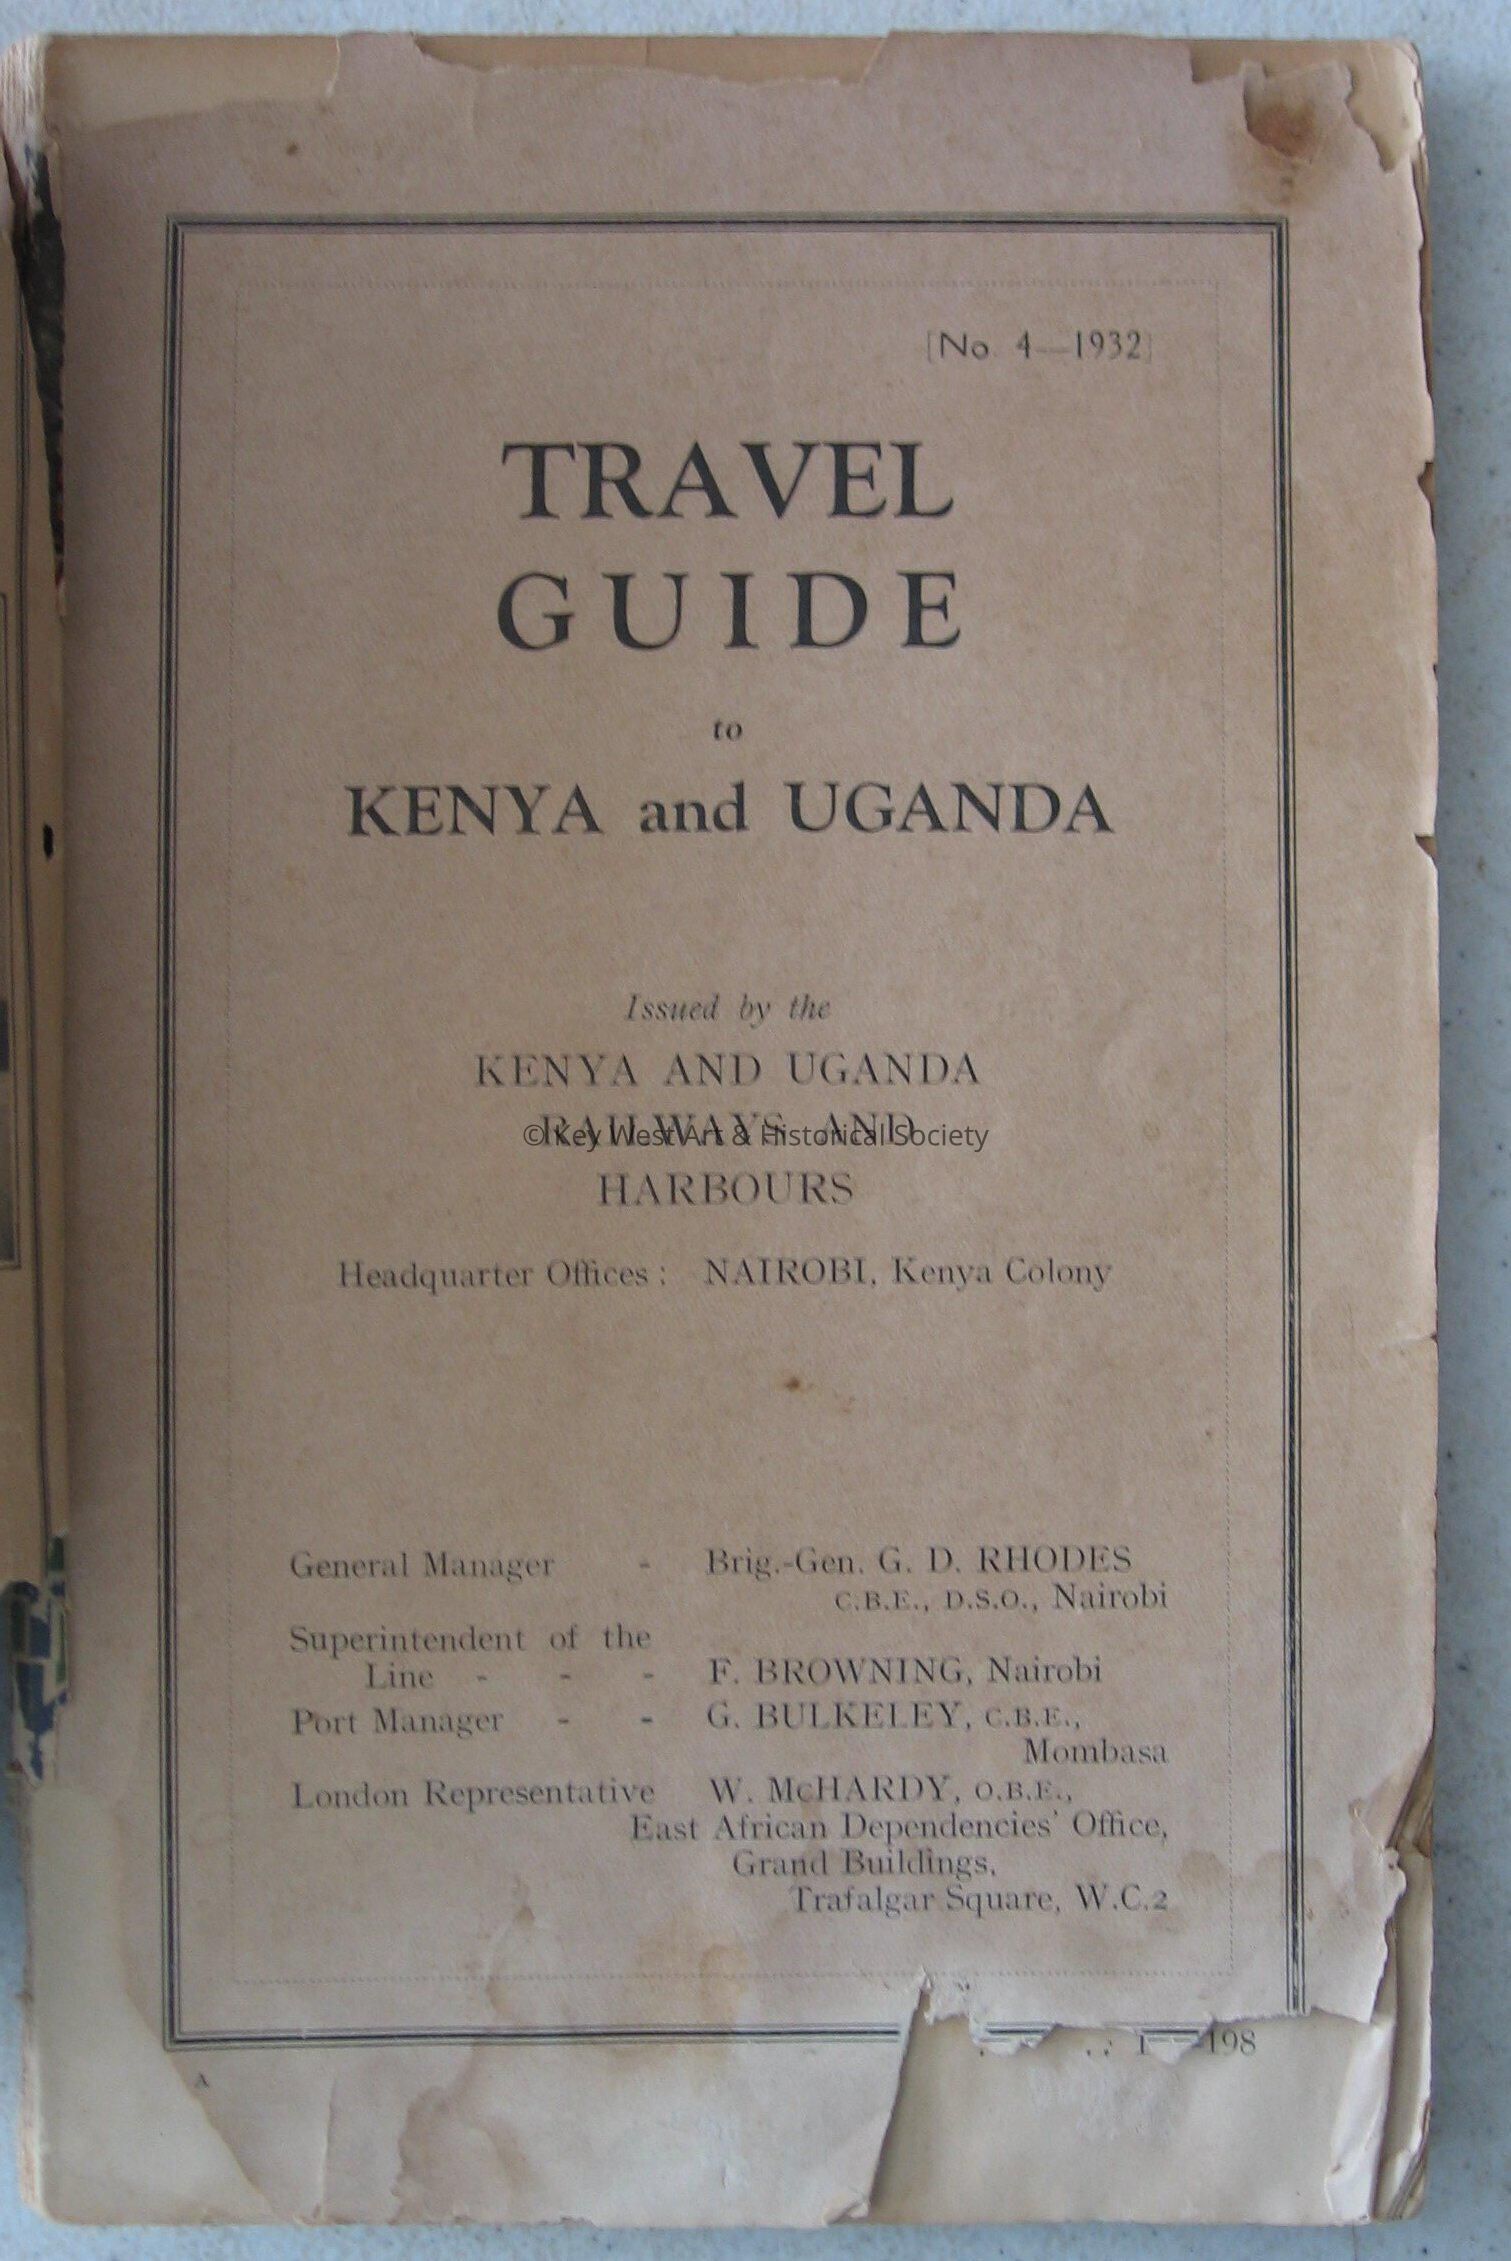 [No. 4—1932]
TRAVEL
GUIDE
to
KENYA and UGANDA
Issued by the
KENYA AND UGANDA
RAILWAYS AND
© Key West Art & Historical Society
HARBOURS
Headquarter Offices: NAIROBI, Kenya Colony
General Manager - Brig.-Gen. G. D. RHODES
C.B.E., D.S.O., Nairobi
Superintendent of the
Line - - - F. BROWNING, Nairobi
Port Manager - - G. BULKELEY, C.B.E.,
Mombasa
London Representative W. McHARDY, O.B.E.,
East African Dependencies' Office,
Grand Buildings,
Trafalgar Square, W.C.2
198
A